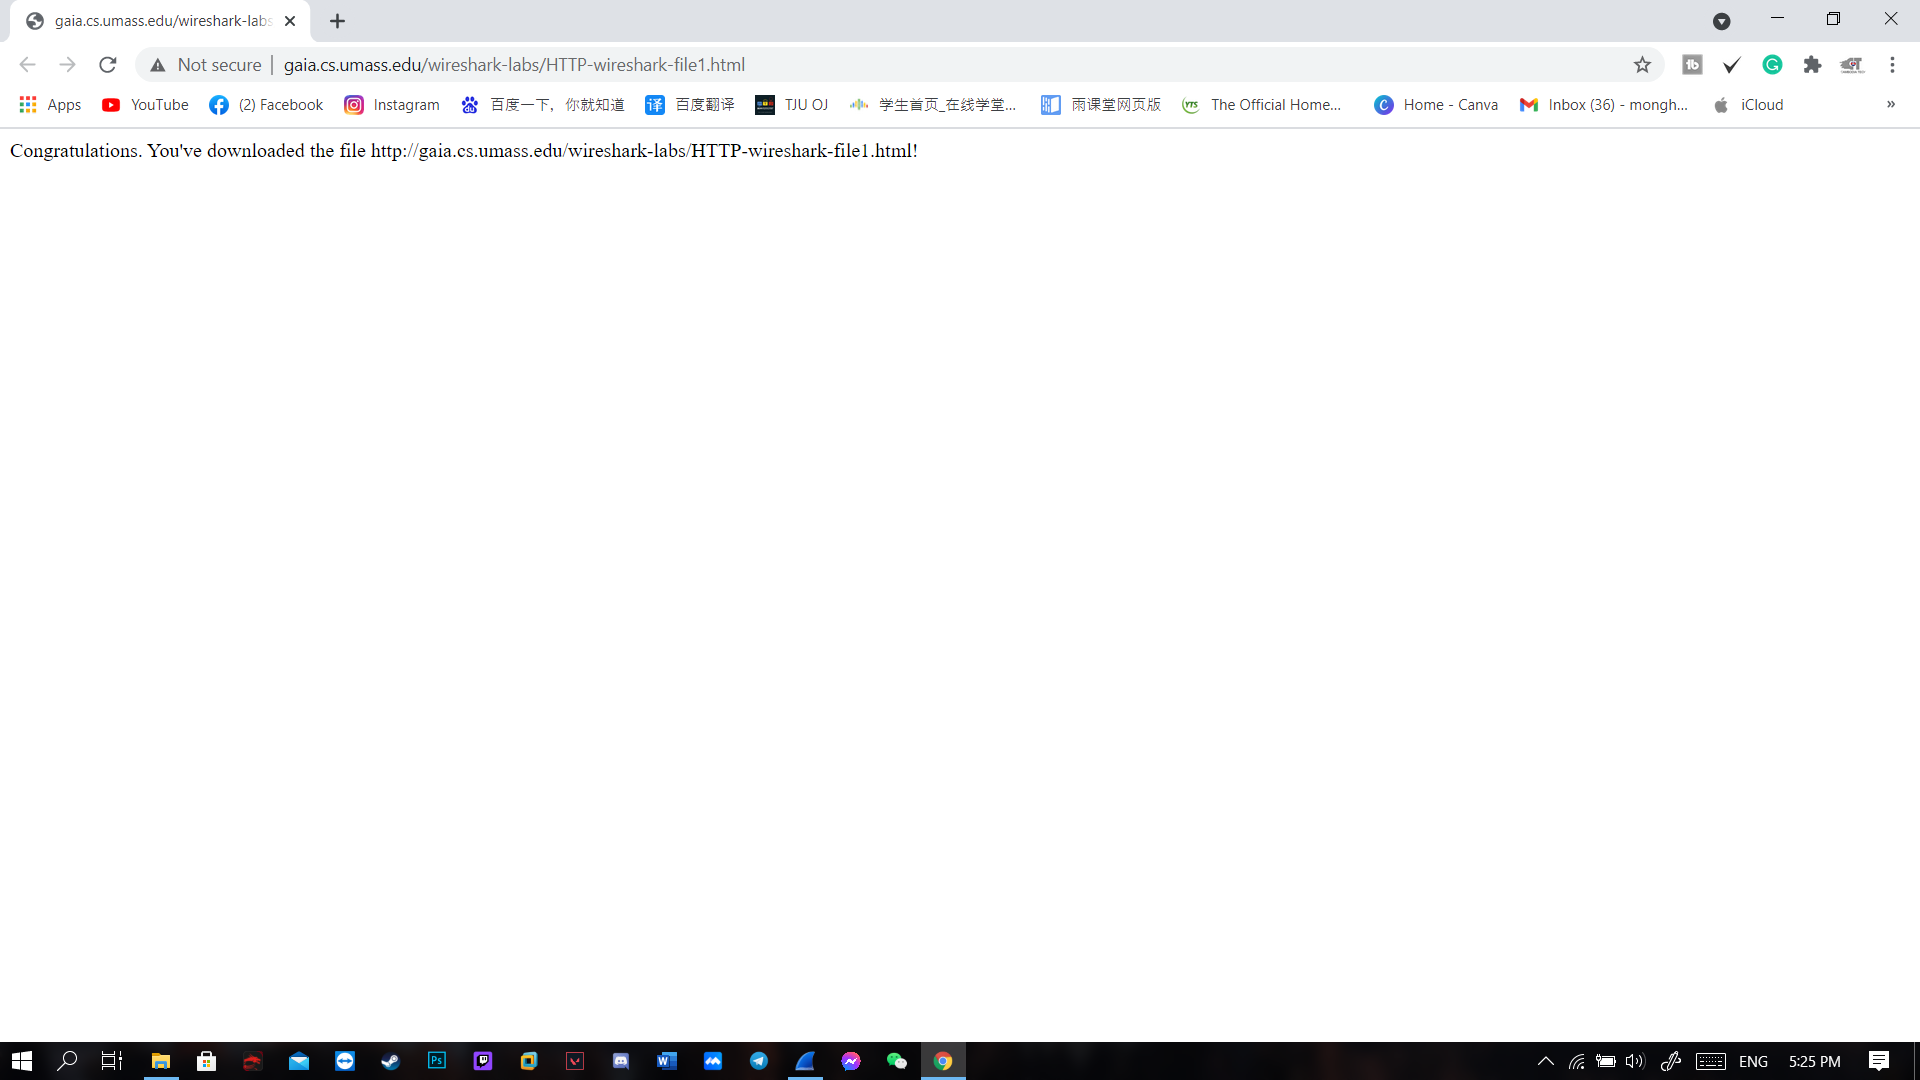 gaia.cs.umass.edu/wireshark-labs
Not secure | gaia.cs.umass.edu/wireshark-labs/HTTP-wireshark-file1.html
Apps YouTube (2) Facebook Instagram 百度一下，你就知道 译 百度翻译 TJU OJ 学生首页_在线学堂... 雨课堂网页版 YTS The Official Home... Home - Canva Inbox (36) - mongh... iCloud »
Congratulations. You've downloaded the file http://gaia.cs.umass.edu/wireshark-labs/HTTP-wireshark-file1.html!
Ps ENG 5:25 PM